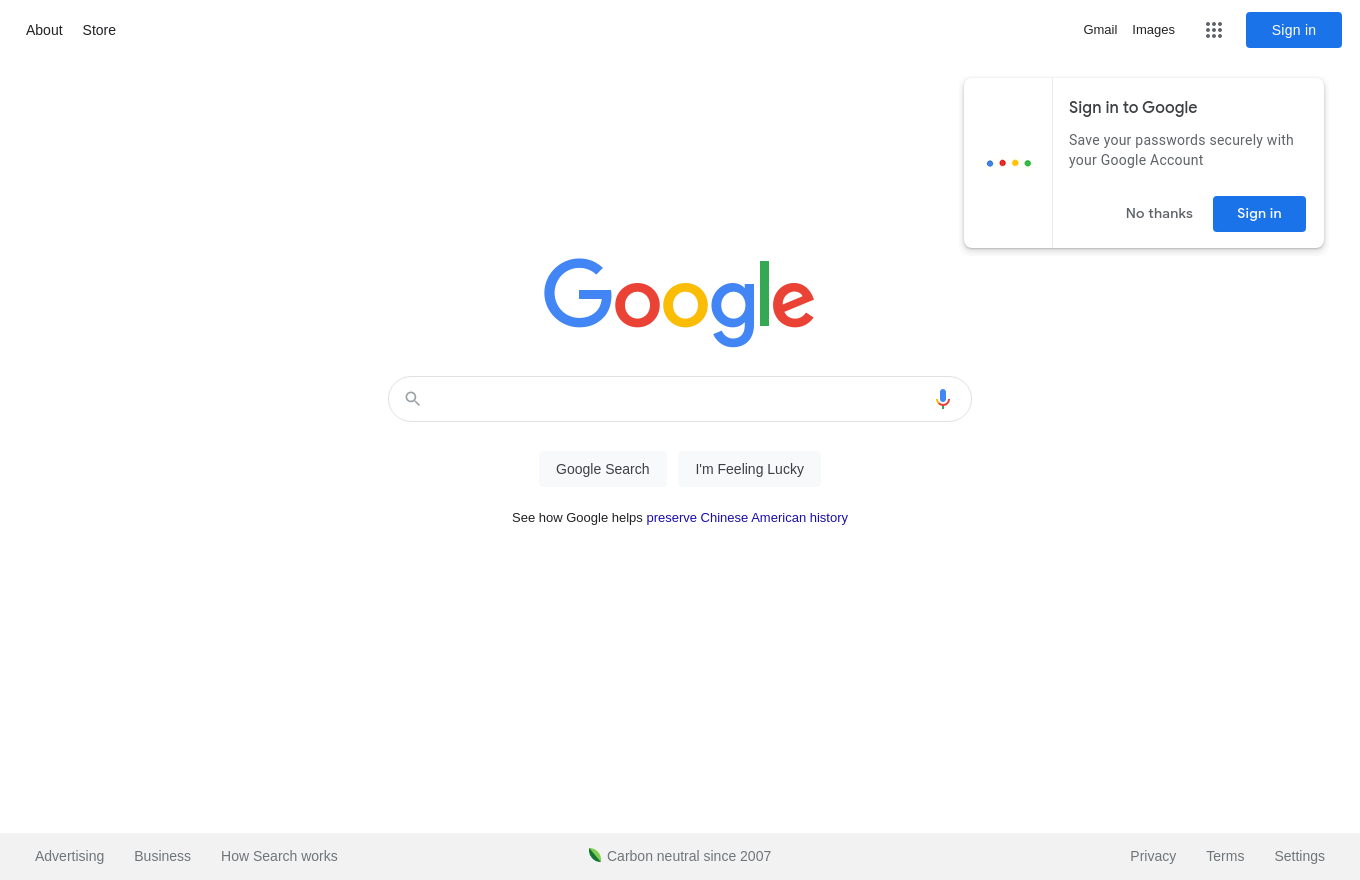 About Store Gmail Images Sign in
Sign in to Google
Save your passwords securely with
your Google Account
No thanks Sign in
Google
Google Search I'm Feeling Lucky
See how Google helps preserve Chinese American history
Advertising Business How Search works Carbon neutral since 2007 Privacy Terms Settings